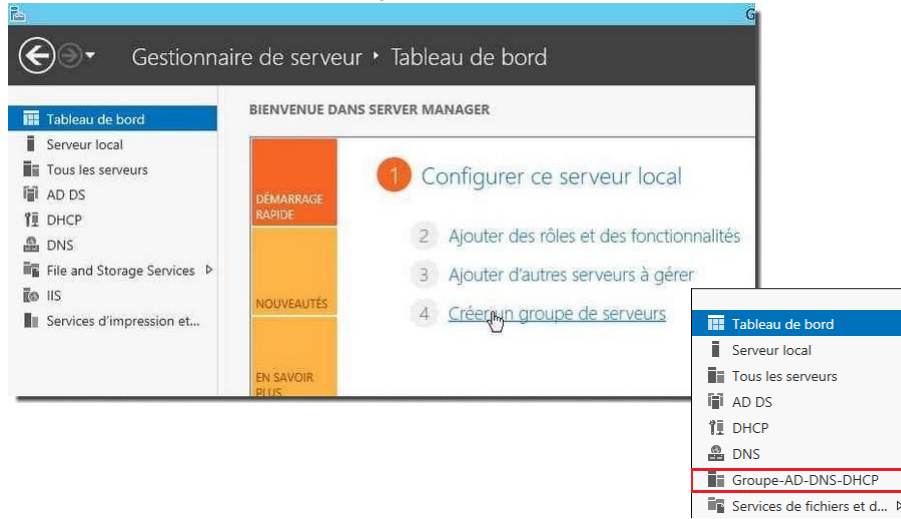 G
Gestionnaire de serveur ‣ Tableau de bord
Tableau de bord
Serveur local
Tous les serveurs
AD DS
DHCP
DNS
File and Storage Services
IIS
Services d'impression et...
BIENVENUE DANS SERVER MANAGER
DÉMARRAGE
RAPIDE
NOUVEAUTÉS
EN SAVOIR
PLUS
1 Configurer ce serveur local
2 Ajouter des rôles et des fonctionnalités
3 Ajouter d'autres serveurs à gérer
4 Créer un groupe de serveurs
Tableau de bord
Serveur local
Tous les serveurs
AD DS
DHCP
DNS
Groupe-AD-DNS-DHCP
Services de fichiers et d...